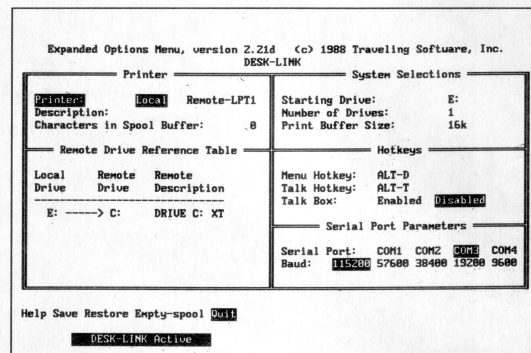 Expanded Options Menu, version 2.21d (c) 1988 Traveling Software, Inc.
DESK-LINK
Printer
Printer: Local Remote-LPT1
Description:
Characters in Spool Buffer: 0
Remote Drive Reference Table
Local Remote Remote
Drive Drive Description
---------------------------------
E: -----> C: DRIVE C: XT
System Selections
Starting Drive: E:
Number of Drives: 1
Print Buffer Size: 16k
Hotkeys
Menu Hotkey: ALT-D
Talk Hotkey: ALT-T
Talk Box: Enabled Disabled
Serial Port Parameters
Serial Port: COM1 COM2 COM3 COM4
Baud: 115200 57600 38400 19200 9600
Help Save Restore Empty-spool Quit
DESK-LINK Active